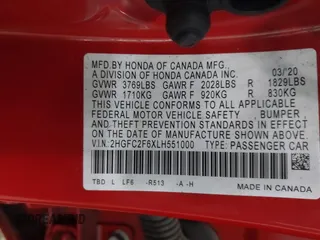 MFD.BY HONDA OF CANADA MFG.,
A DIVISION OF HONDA CANADA INC. 03/20
GVWR 3769LBS GAWR F 2028LBS R 1829LBS
GVWR 1710KG GAWR F 920KG R 830KG
THIS VEHICLE CONFORMS TO ALL APPLICABLE
FEDERAL MOTOR VEHICLE SAFETY , BUMPER ,
AND THEFT PREVENTION STANDARDS IN EFFECT ON
THE DATE OF MANUFACTURE SHOWN ABOVE.
V.I.N. 2HGFC2F6XLH551000 TYPE: PASSENGER CAR
TBD L LF6 -R513 -A -H
MADE IN CANADA